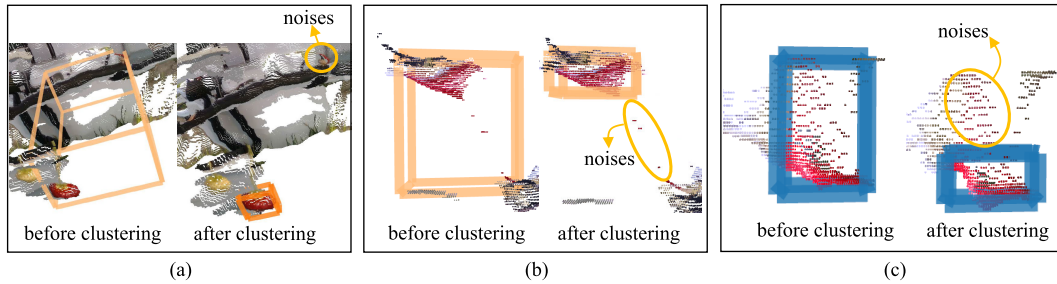 noises
before clustering after clustering
(a)
noises
before clustering after clustering
(b)
noises
before clustering after clustering
(c)